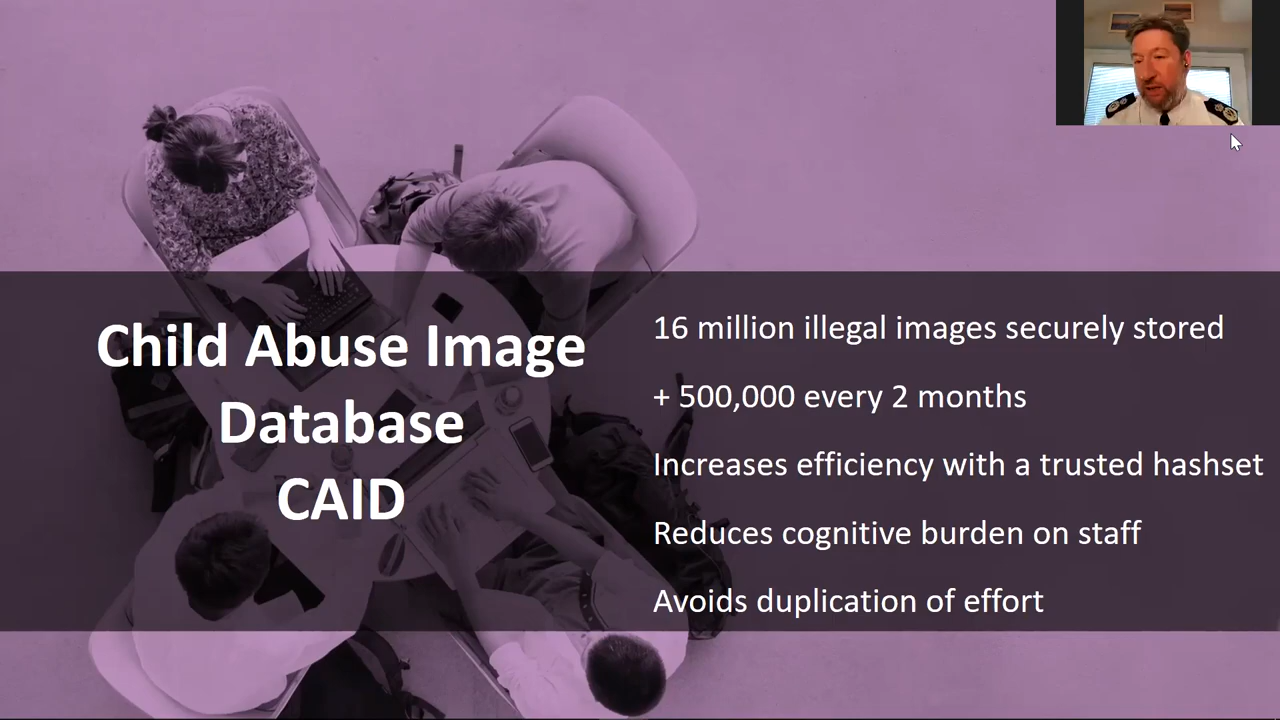 Child Abuse Image
Database
CAID
16 million illegal images securely stored
+ 500,000 every 2 months
Increases efficiency with a trusted hashset
Reduces cognitive burden on staff
Avoids duplication of effort